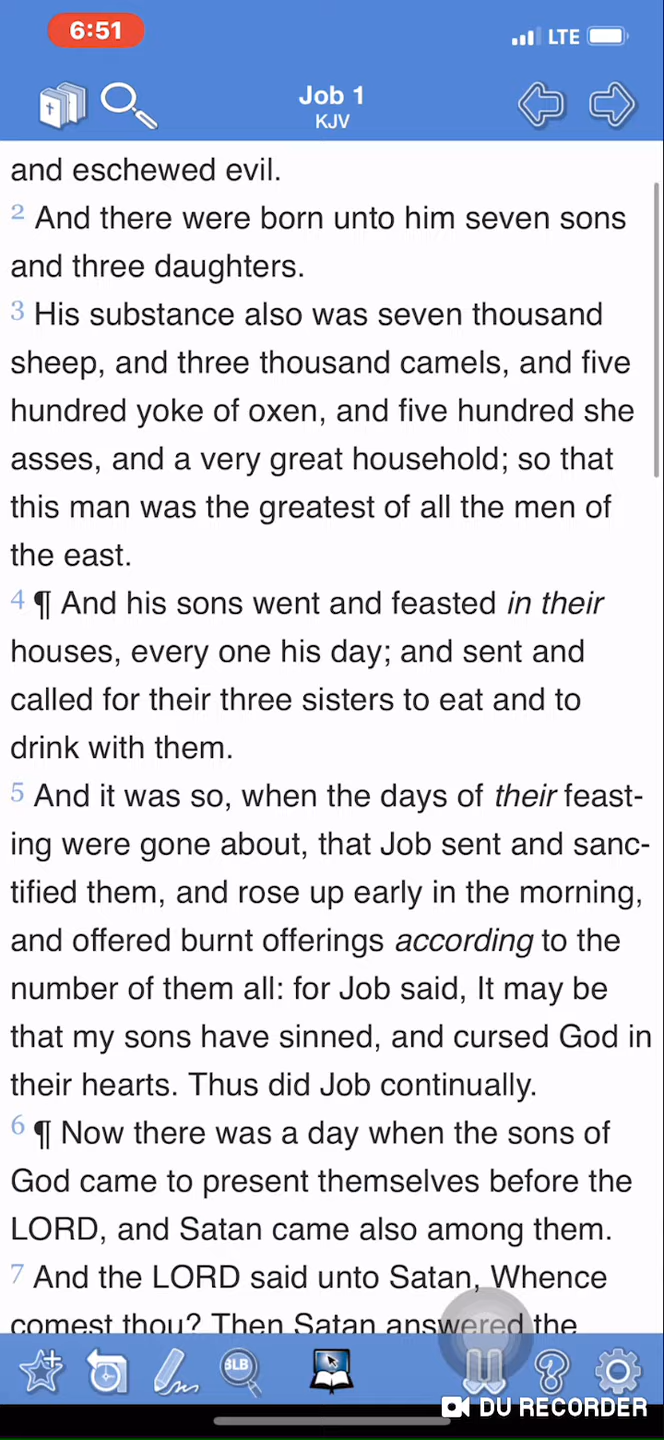 6:51
LTE
Job 1
KJV
and eschewed evil.
2 And there were born unto him seven sons
and three daughters.
3 His substance also was seven thousand
sheep, and three thousand camels, and five
hundred yoke of oxen, and five hundred she
asses, and a very great household; so that
this man was the greatest of all the men of
the east.
4 ¶ And his sons went and feasted in their
houses, every one his day; and sent and
called for their three sisters to eat and to
drink with them.
5 And it was so, when the days of their feast-
ing were gone about, that Job sent and sanc-
tified them, and rose up early in the morning,
and offered burnt offerings according to the
number of them all: for Job said, It may be
that my sons have sinned, and cursed God in
their hearts. Thus did Job continually.
6 ¶ Now there was a day when the sons of
God came to present themselves before the
LORD, and Satan came also among them.
7 And the LORD said unto Satan, Whence
comest thou? Then Satan answered the
BLB
DU RECORDER